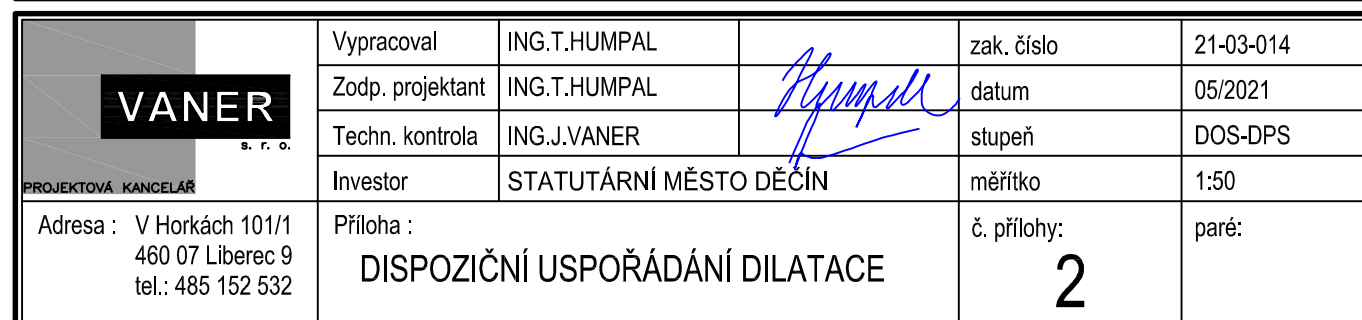 VANER
s. r. o.
PROJEKTOVÁ KANCELÁŘ
Vypracoval ING.T.HUMPAL zak. číslo 21-03-014
Zodp. projektant ING.T.HUMPAL datum 05/2021
Techn. kontrola ING.J.VANER stupeň DOS-DPS
Investor STATUTÁRNÍ MĚSTO DĚČÍN měřítko 1:50
Adresa : V Horkách 101/1
460 07 Liberec 9
tel.: 485 152 532
Příloha :
DISPOZIČNÍ USPOŘÁDÁNÍ DILATACE
č. přílohy:
2
paré: